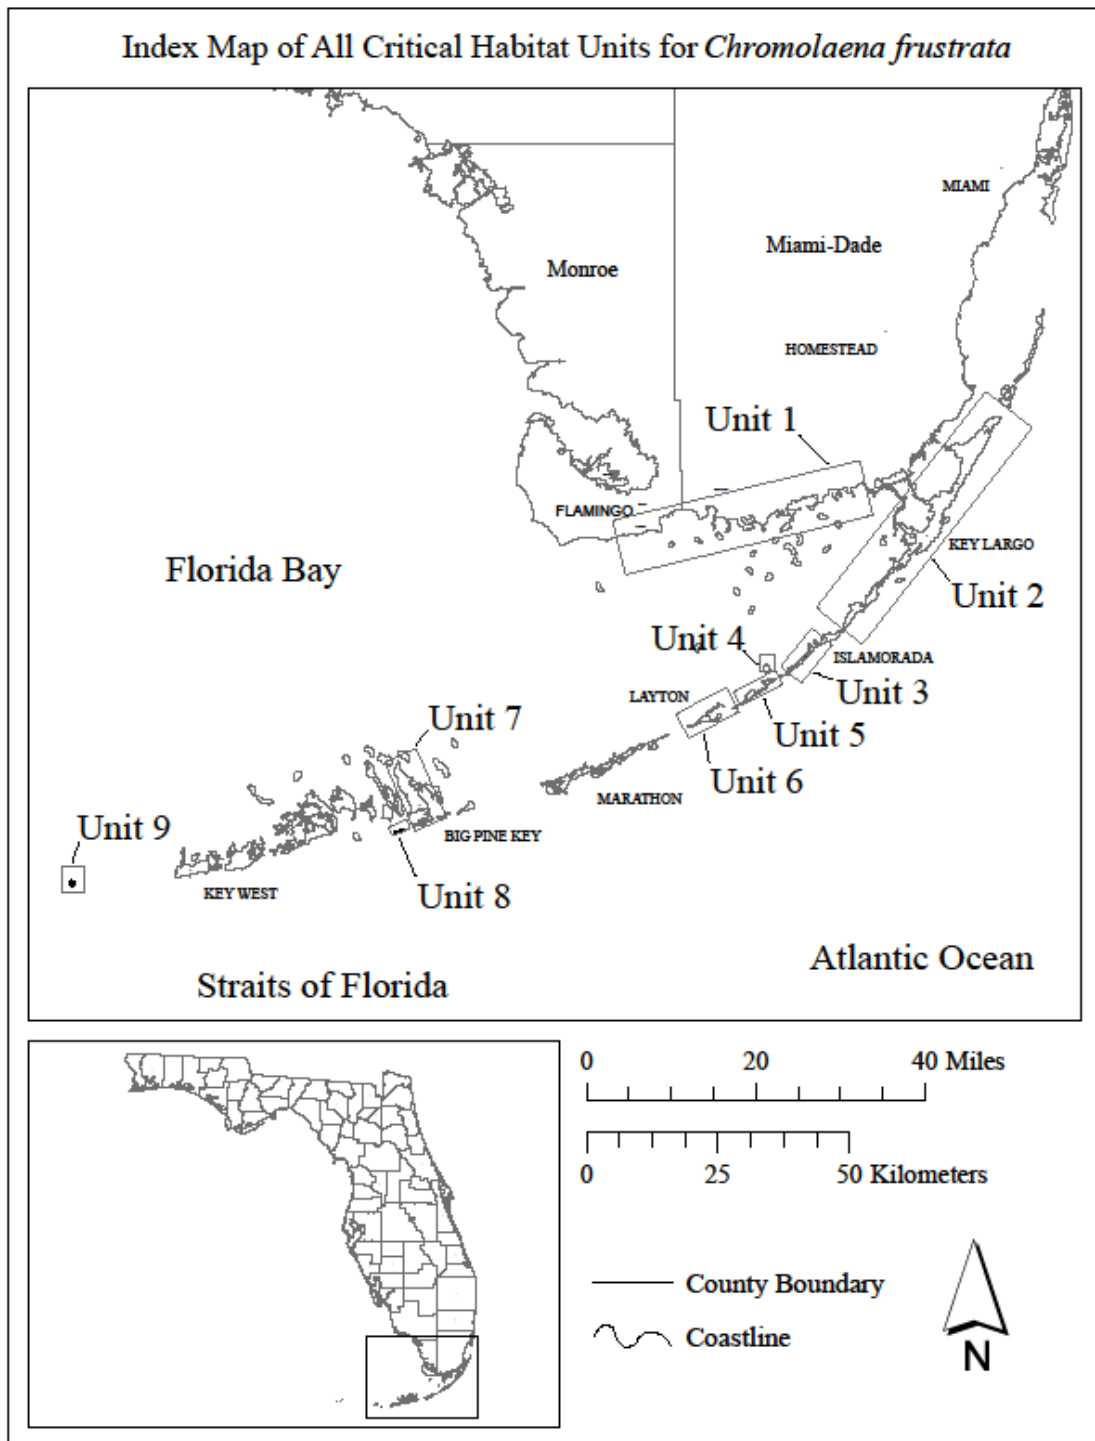 Index Map of All Critical Habitat Units for Chromolaena frustrata
MIAMI
Miami-Dade
Monroe
HOMESTEAD
Unit 1
FLAMINGO
KEY LARGO
Florida Bay
Unit 2
Unit 4
ISLAMORADA
Unit 3
LAYTON
Unit 7
Unit 5
Unit 6
MARATHON
Unit 9
BIG PINE KEY
KEY WEST
Unit 8
Atlantic Ocean
Straits of Florida
0 20 40 Miles
0 25 50 Kilometers
County Boundary
Coastline
N